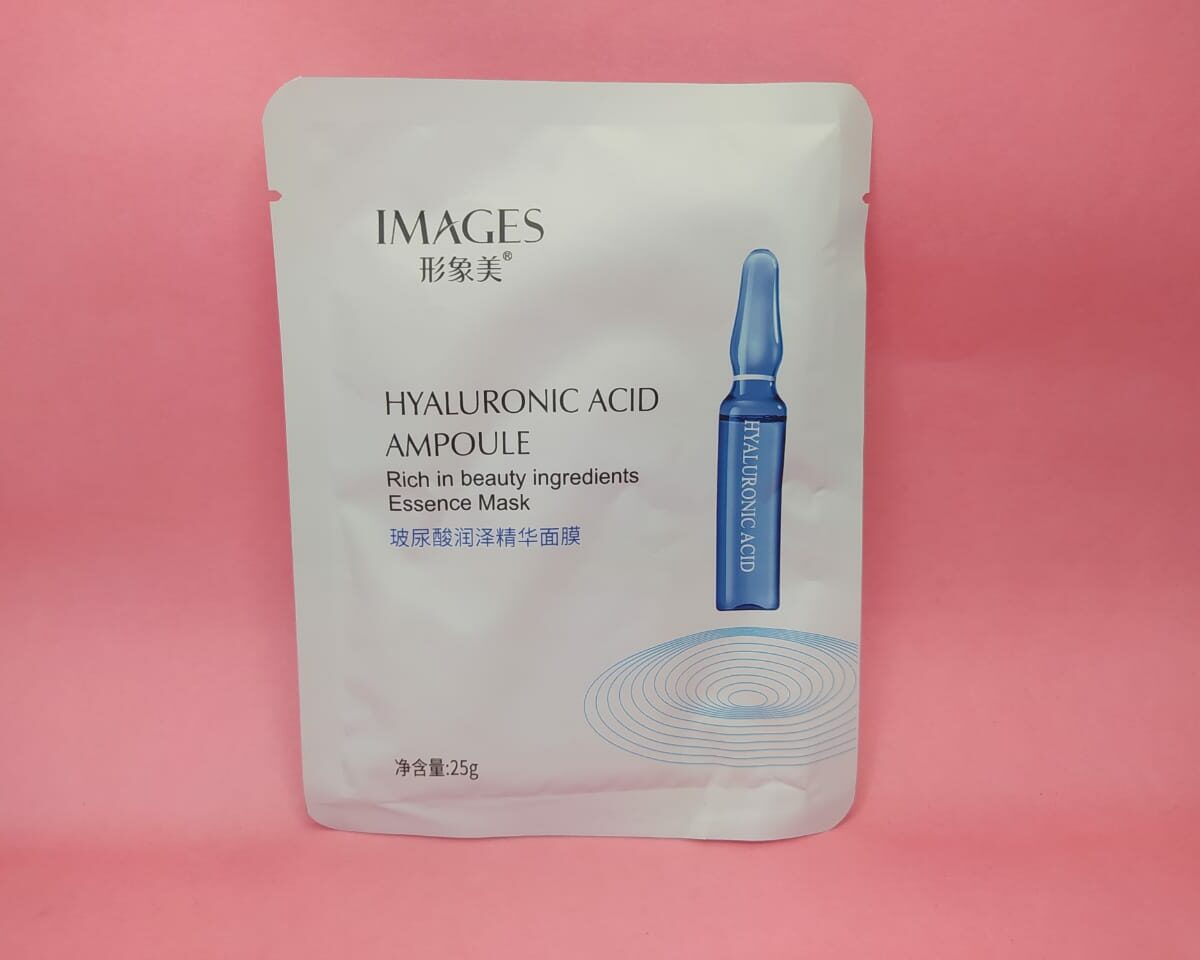 IMAGES
形象美®
HYALURONIC ACID
AMPOULE
Rich in beauty ingredients
Essence Mask
玻尿酸润泽精华面膜
HYALURONIC ACID
净含量:25g